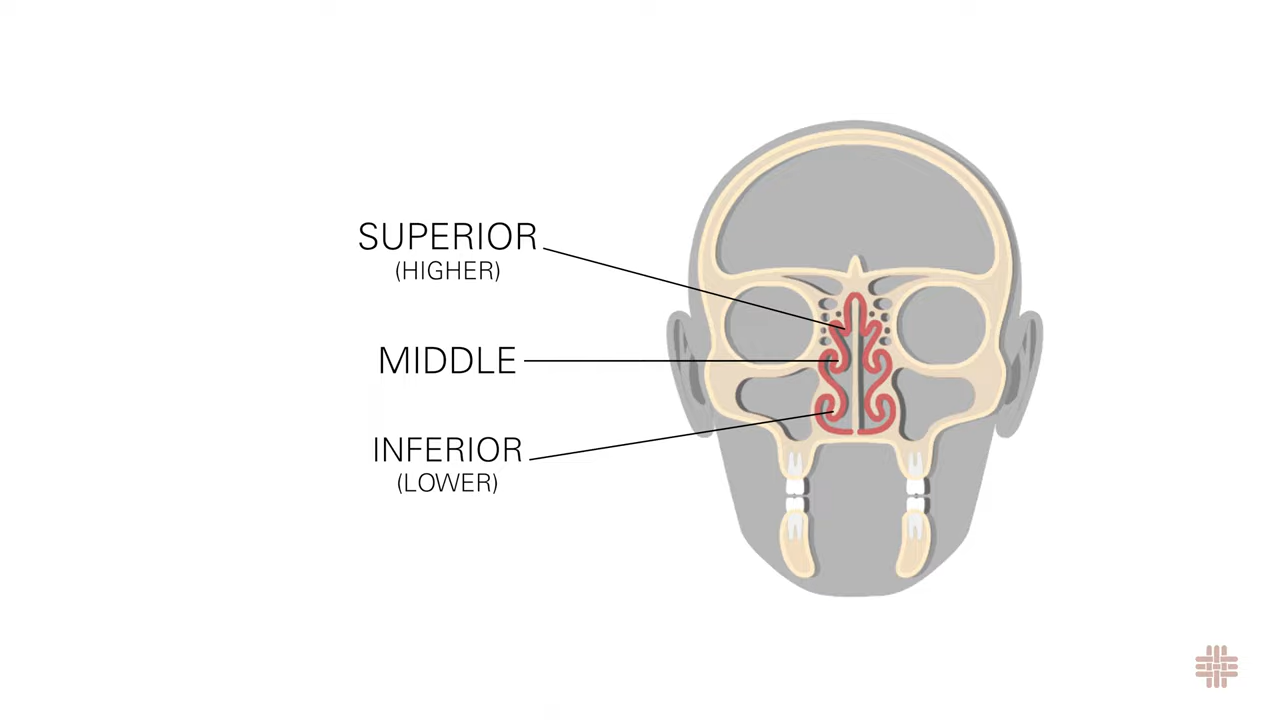 SUPERIOR
(HIGHER)
MIDDLE
INFERIOR
(LOWER)